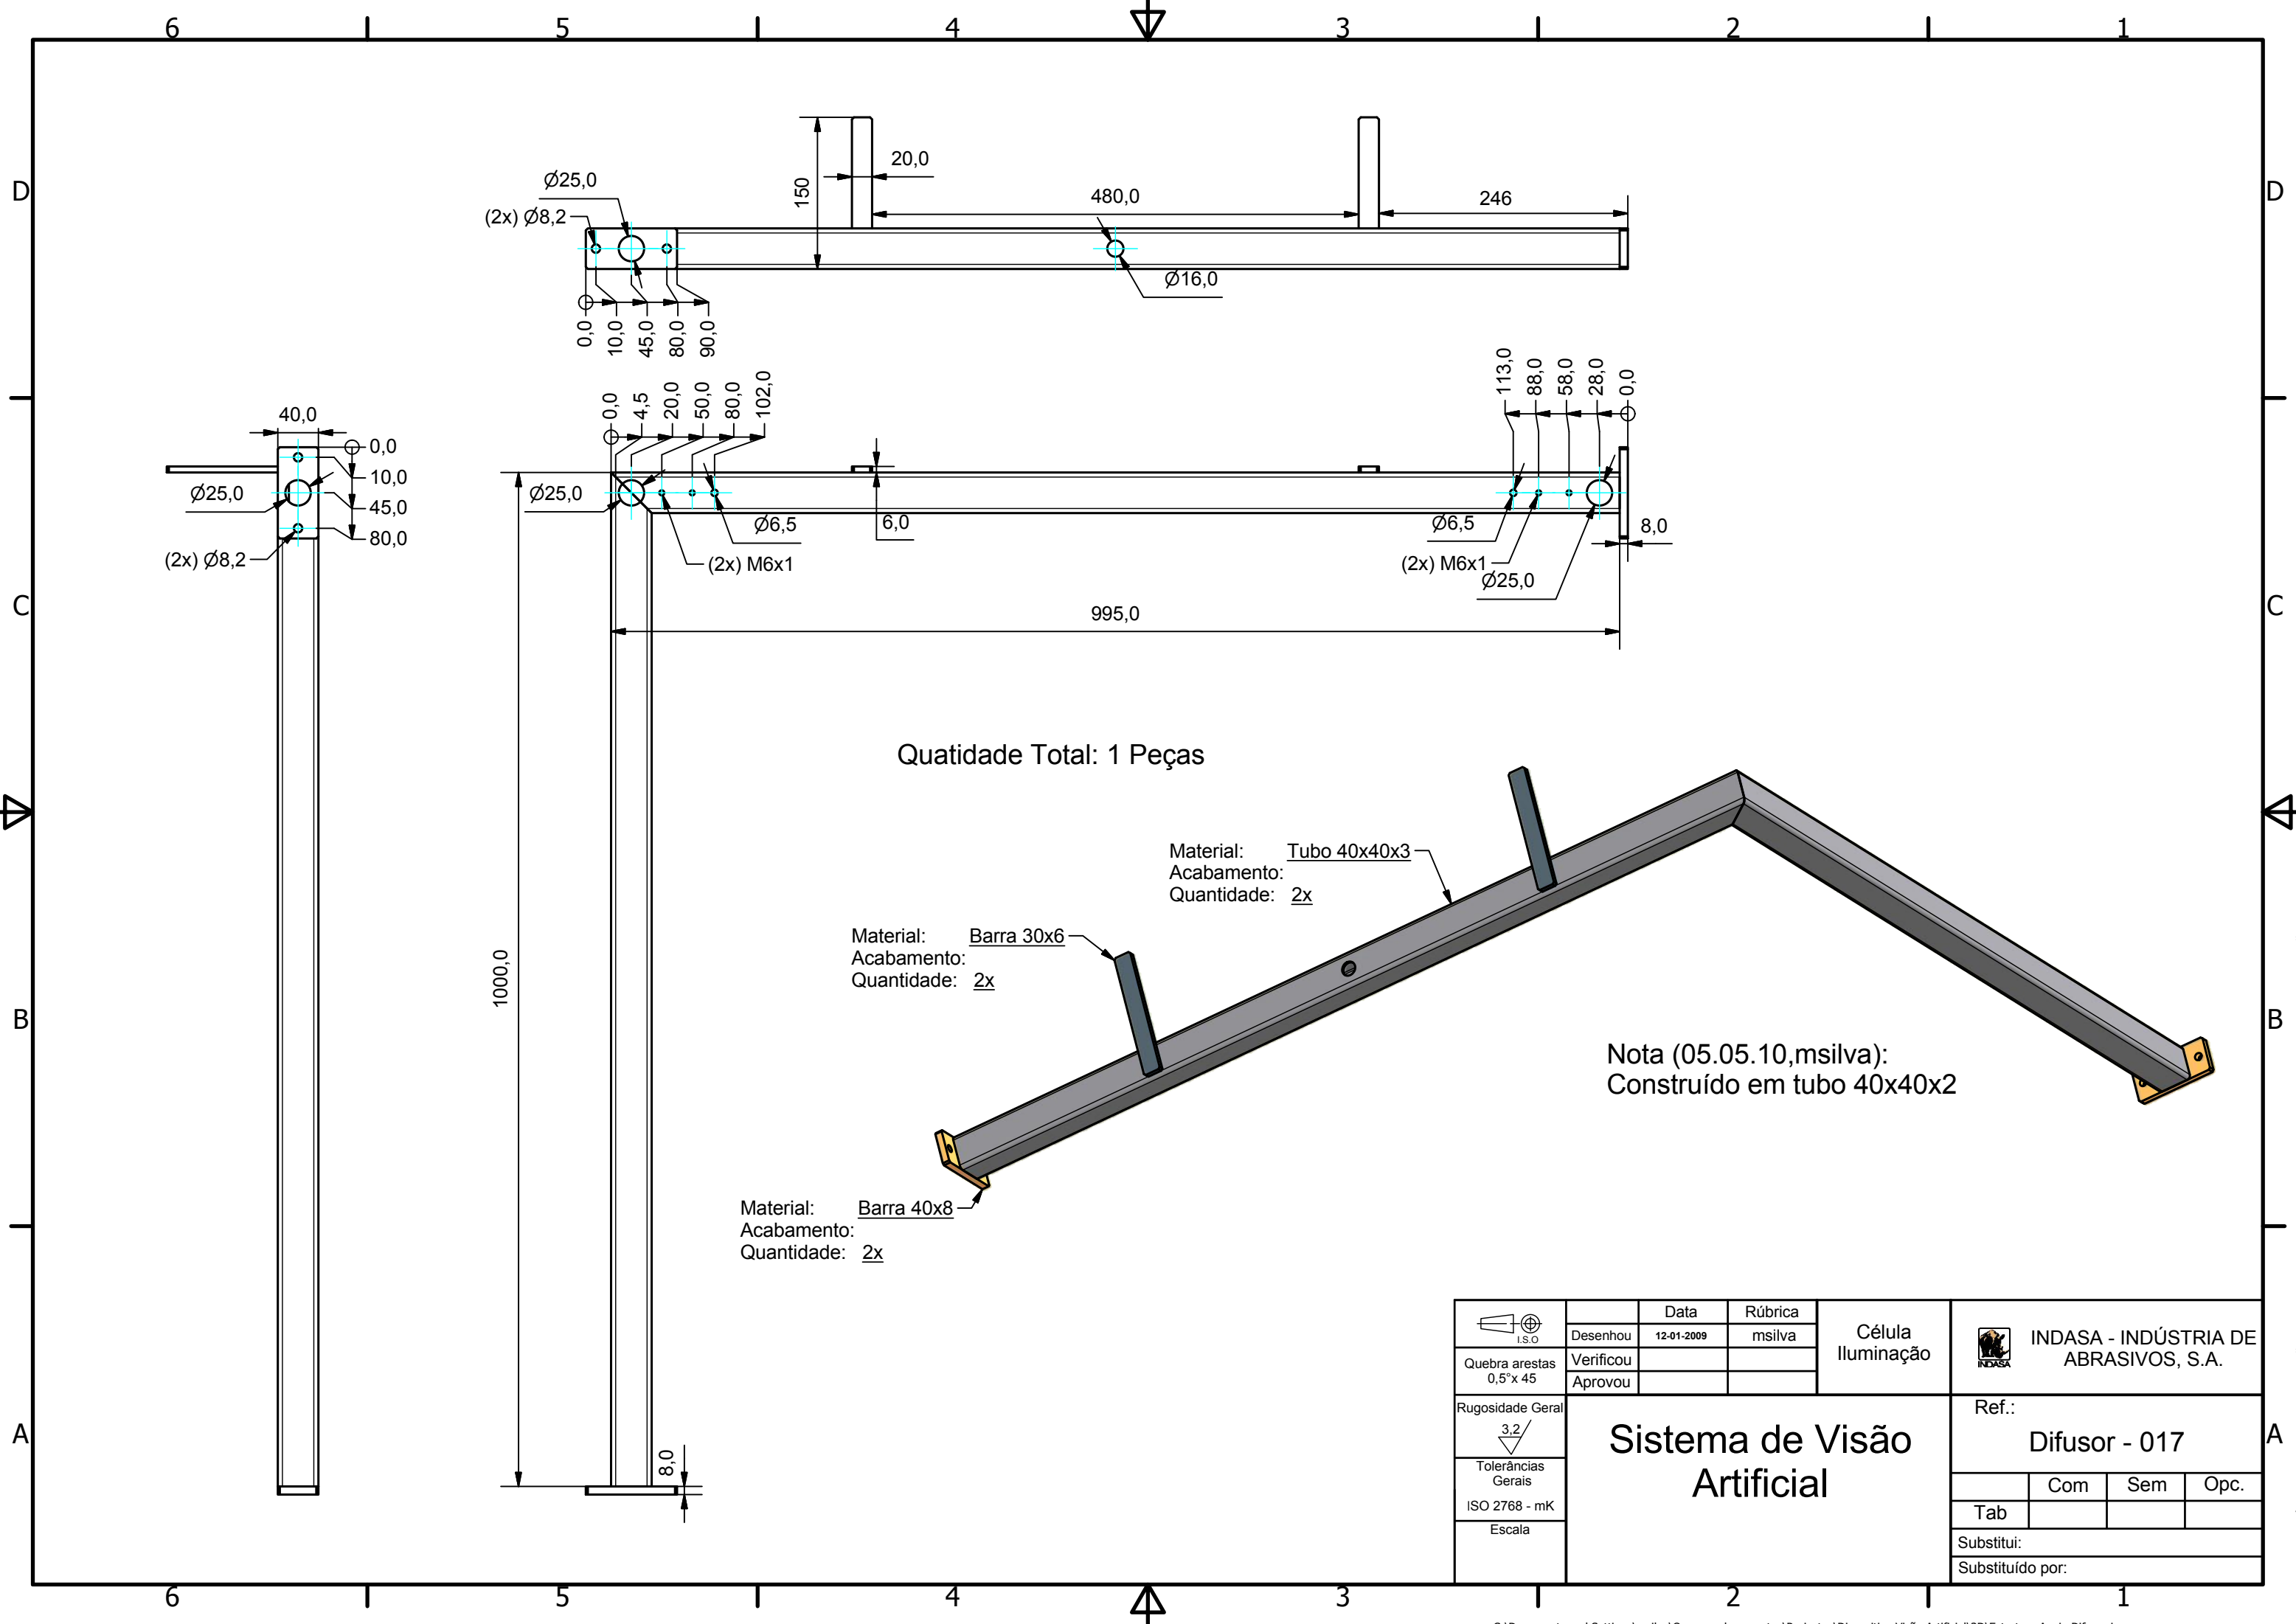 6 5 4 3 2 1
D D
Ø25,0
(2x) Ø8,2
150
20,0
480,0
246
Ø16,0
0,0
10,0
45,0
80,0
90,0
40,0
0,0
10,0
45,0
80,0
Ø25,0
(2x) Ø8,2
0,0
4,5
20,0
50,0
80,0
102,0
113,0
88,0
58,0
28,0
0,0
Ø25,0
Ø6,5
(2x) M6x1
6,0
Ø6,5
(2x) M6x1
Ø25,0
8,0
C C
995,0
Quatidade Total: 1 Peças
Material: Tubo 40x40x3
Acabamento:
Quantidade: 2x
Material: Barra 30x6
Acabamento:
Quantidade: 2x
1000,0
B B
Nota (05.05.10,msilva):
Construído em tubo 40x40x2
Material: Barra 40x8
Acabamento:
Quantidade: 2x
8,0
A A
I.S.O
Data Rúbrica
Desenhou 12-01-2009 msilva
Verificou
Aprovou
Célula
Iluminação
INDASA
INDASA - INDÚSTRIA DE
ABRASIVOS, S.A.
Quebra arestas
0,5°x 45
Rugosidade Geral
3,2
Tolerâncias
Gerais
ISO 2768 - mK
Escala
Sistema de Visão
Artificial
Ref.:
Difusor - 017
Com Sem Opc.
Tab
Substitui:
Substituído por:
6 5 4 3 2 1